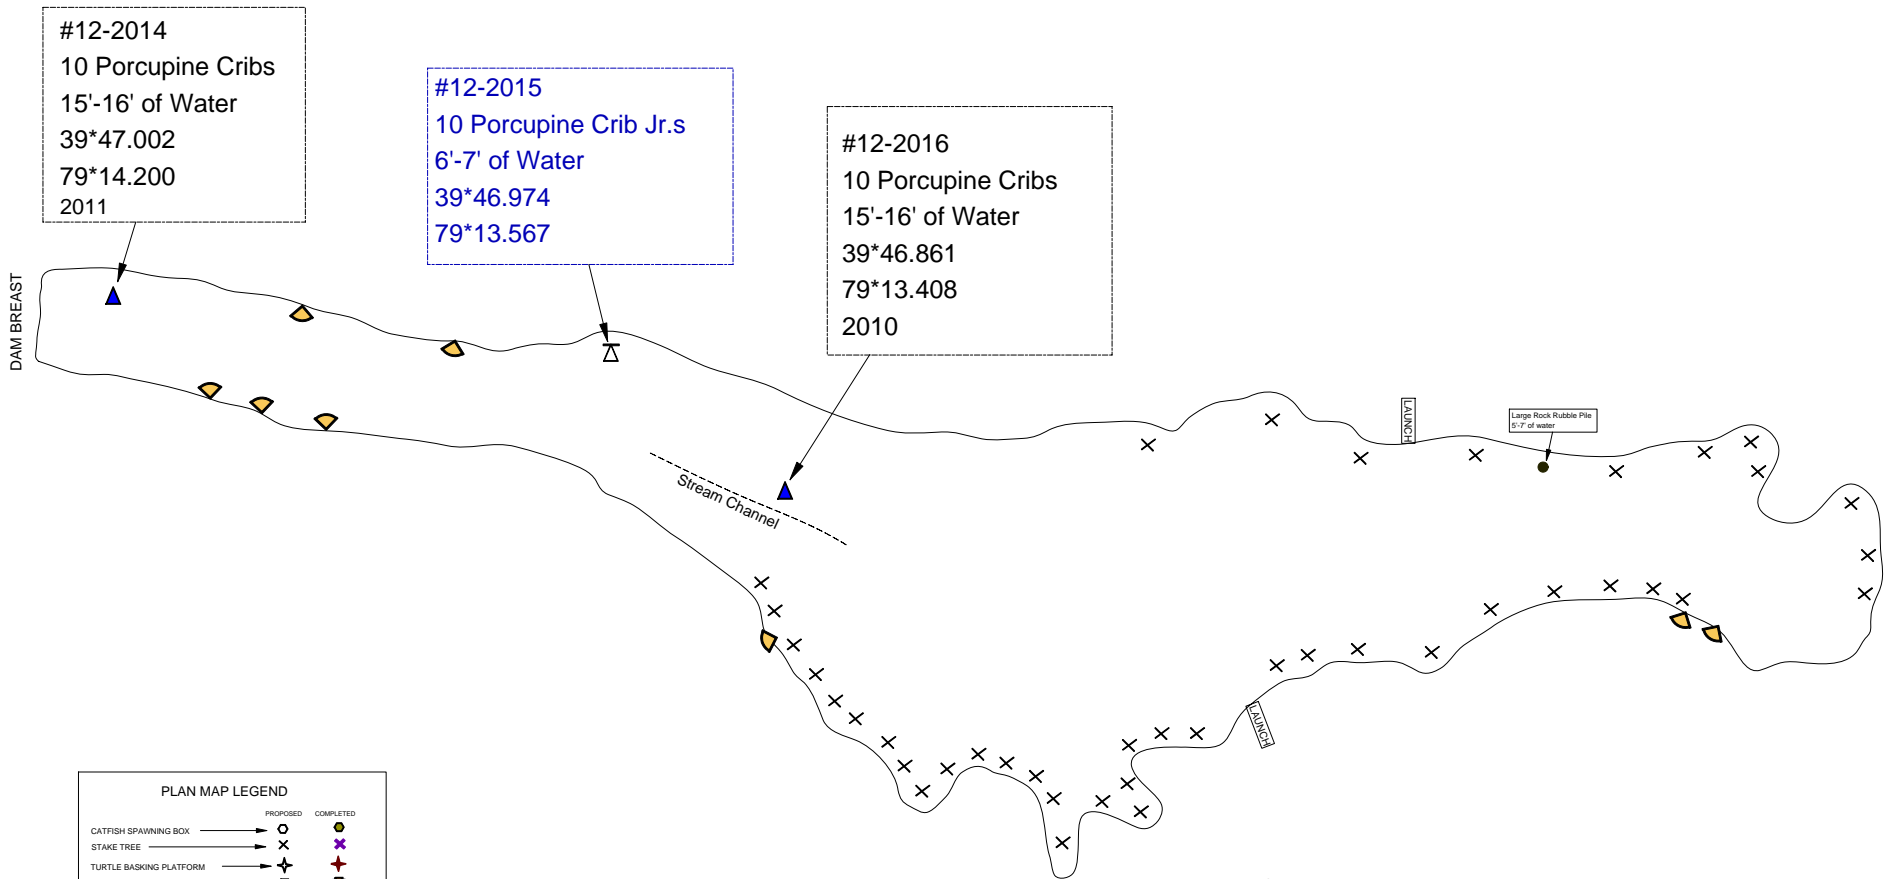 #12-2014
10 Porcupine Cribs
15'-16' of Water
39*47.002
79*14.200
2011
#12-2015
10 Porcupine Crib Jr.s
6'-7' of Water
39*46.974
79*13.567
#12-2016
10 Porcupine Cribs
15'-16' of Water
39*46.861
79*13.408
2010
DAM BREAST
Stream Channel
LAUNCH
Large Rock Rubble Pile
5'-7' of water
LAUNCH
PLAN MAP LEGEND
PROPOSED COMPLETED
CATFISH SPAWNING BOX
STAKE TREE
TURTLE BASKING PLATFORM